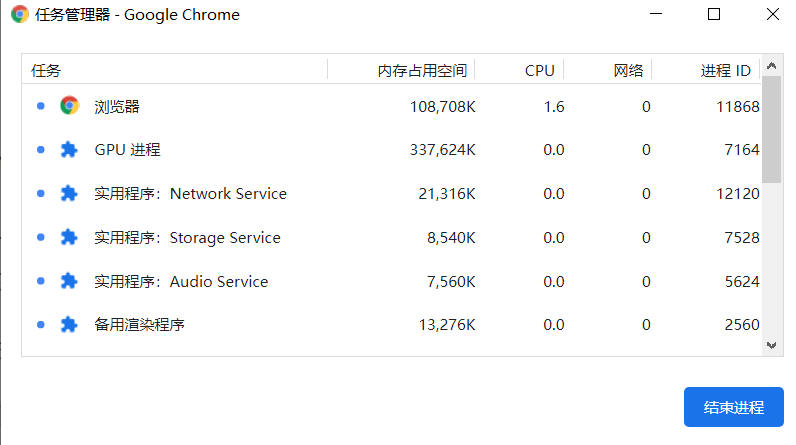 任务管理器 - Google Chrome
任务 内存占用空间 CPU 网络 进程 ID
浏览器 108,708K 1.6 0 11868
GPU 进程 337,624K 0.0 0 7164
实用程序：Network Service 21,316K 0.0 0 12120
实用程序：Storage Service 8,540K 0.0 0 7528
实用程序：Audio Service 7,560K 0.0 0 5624
备用渲染程序 13,276K 0.0 0 2560
结束进程